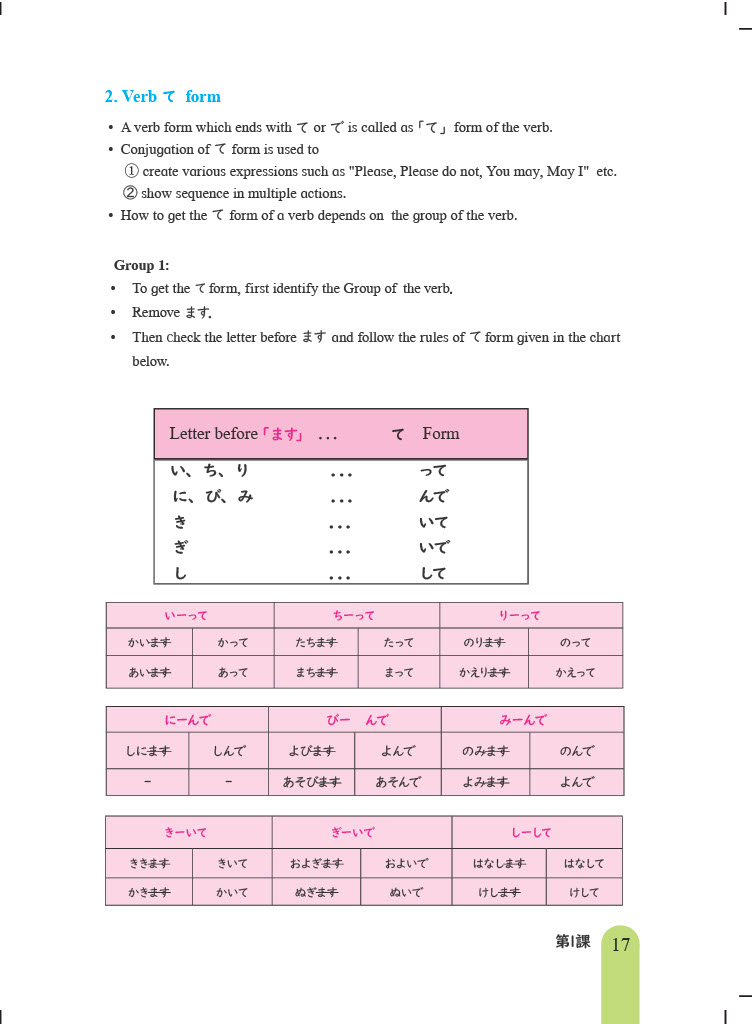 2. Verb て form
• A verb form which ends with て or で is called as「て」form of the verb.
• Conjugation of て form is used to
① create various expressions such as "Please, Please do not, You may, May I" etc.
② show sequence in multiple actions.
• How to get the て form of a verb depends on the group of the verb.
Group 1:
• To get the て form, first identify the Group of the verb.
• Remove ます.
• Then check the letter before ます and follow the rules of て form given in the chart
below.
Letter before「ます」 ... て Form
い、ち、り ... って
に、び、み ... んで
き ... いて
ぎ ... いで
し ... して
いーって ちーって りーって
かいます かって たちます たって のります のって
あいます あって まちます まって かえります かえって
にーんで びー んで みーんで
しにます しんで よびます よんで のみます のんで
– – あそびます あそんで よみます よんで
きーいて ぎーいで しーして
ききます きいて およぎます およいで はなします はなして
かきます かいて ぬぎます ぬいで けします けして
第1課 17